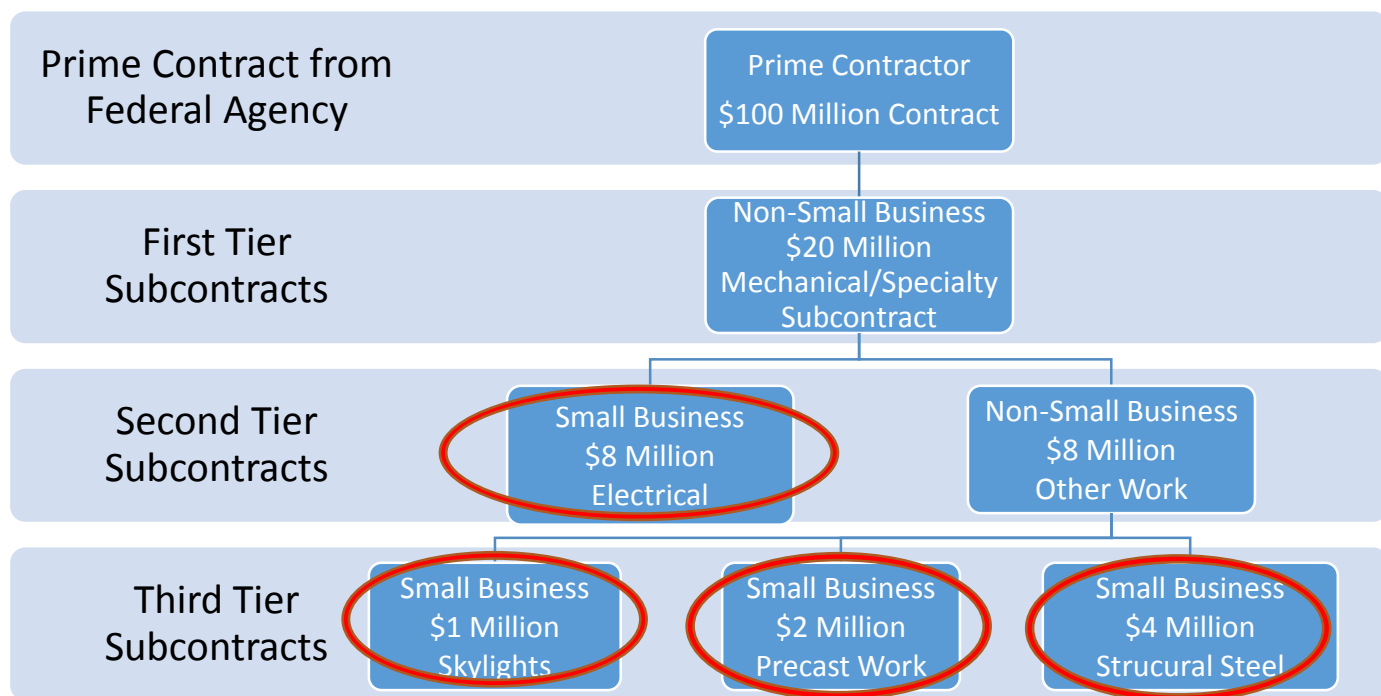 Prime Contract from
Federal Agency
Prime Contractor
$100 Million Contract
First Tier
Subcontracts
Non-Small Business
$20 Million
Mechanical/Specialty
Subcontract
Second Tier
Subcontracts
Small Business
$8 Million
Electrical
Non-Small Business
$8 Million
Other Work
Third Tier
Subcontracts
Small Business
$1 Million
Skylights
Small Business
$2 Million
Precast Work
Small Business
$4 Million
Strucural Steel